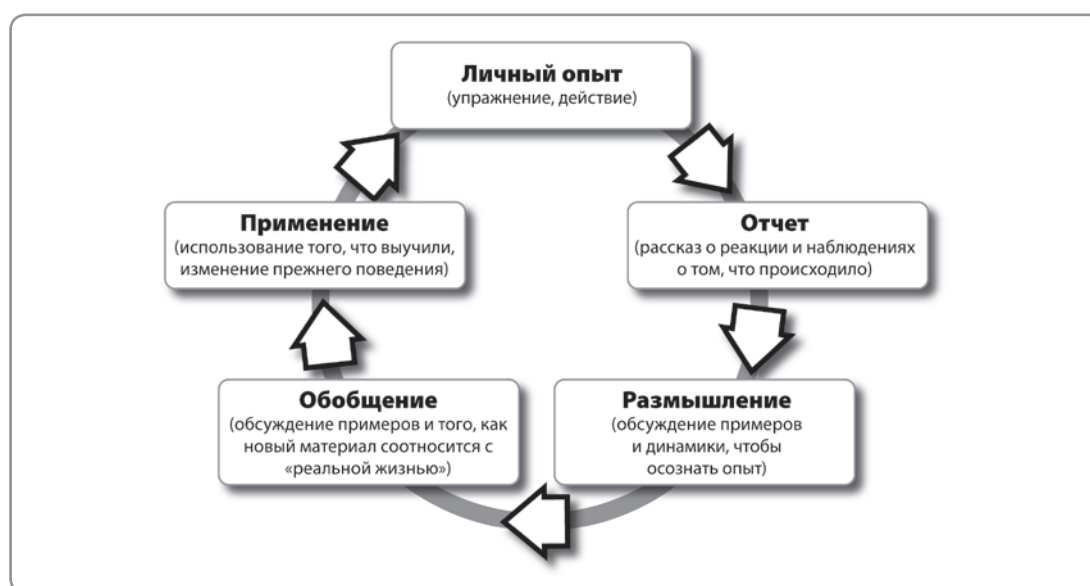 Личный опыт
(упражнение, действие)
Отчет
(рассказ о реакции и наблюдениях
о том, что происходило)
Размышление
(обсуждение примеров
и динамики, чтобы
осознать опыт)
Обобщение
(обсуждение примеров и того, как
новый материал соотносится с
«реальной жизнью»)
Применение
(использование того, что выучили,
изменение прежнего поведения)